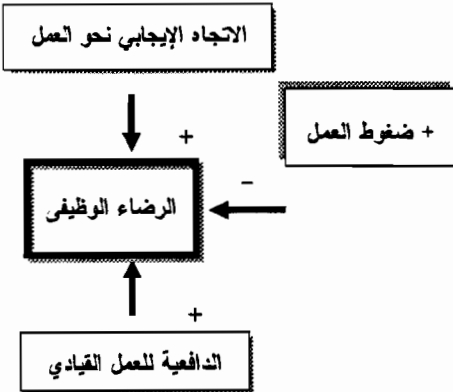 الاتجاه الإيجابي نحو العمل
+ ضغوط العمل
+
−
الرضاء الوظيفى
+
الدافعية للعمل القيادي